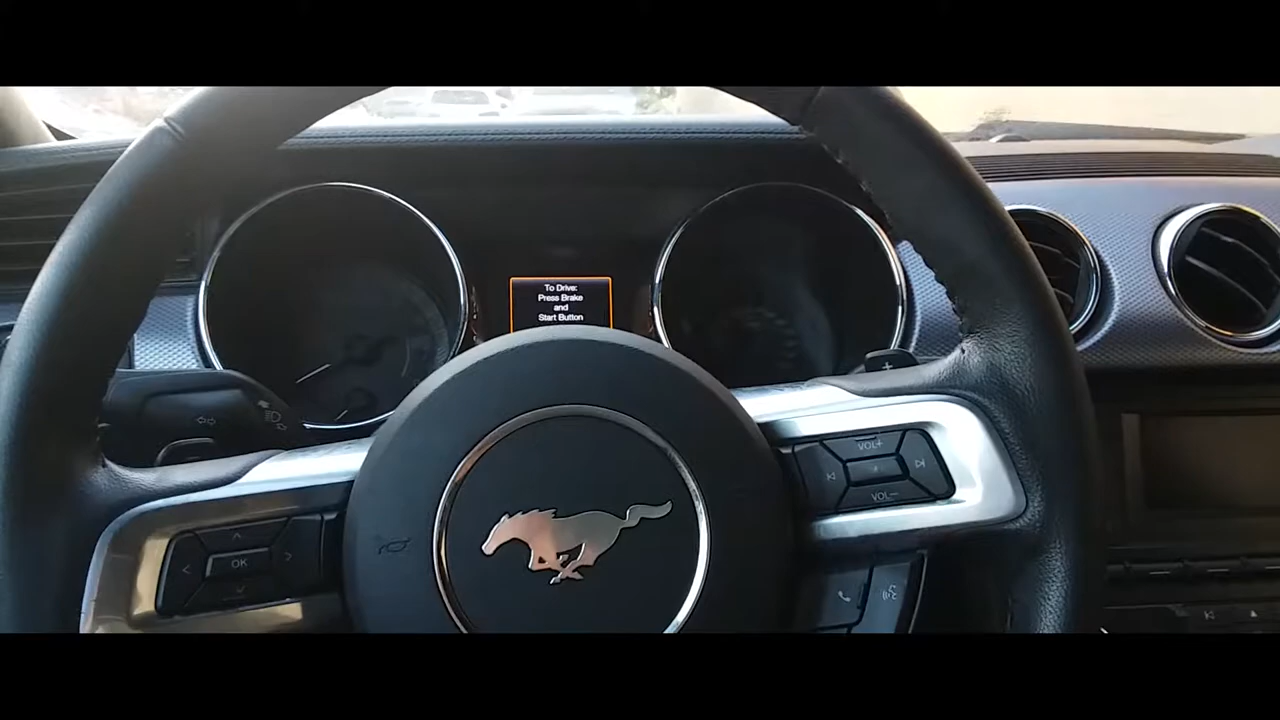 To Drive:
Press Brake
and
Start Button
VOL+
VOL-
OK